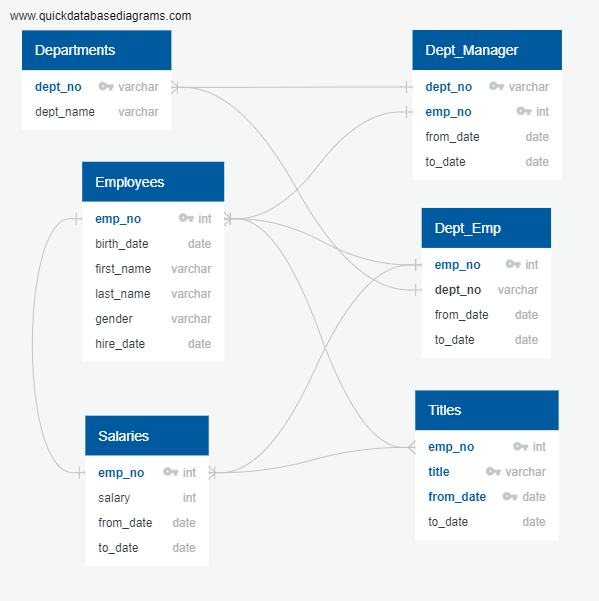 www.quickdatabasediagrams.com
Departments
dept_no varchar
dept_name varchar
Dept_Manager
dept_no varchar
emp_no int
from_date date
to_date date
Employees
emp_no int
birth_date date
first_name varchar
last_name varchar
gender varchar
hire_date date
Dept_Emp
emp_no int
dept_no varchar
from_date date
to_date date
Salaries
emp_no int
salary int
from_date date
to_date date
Titles
emp_no int
title varchar
from_date date
to_date date